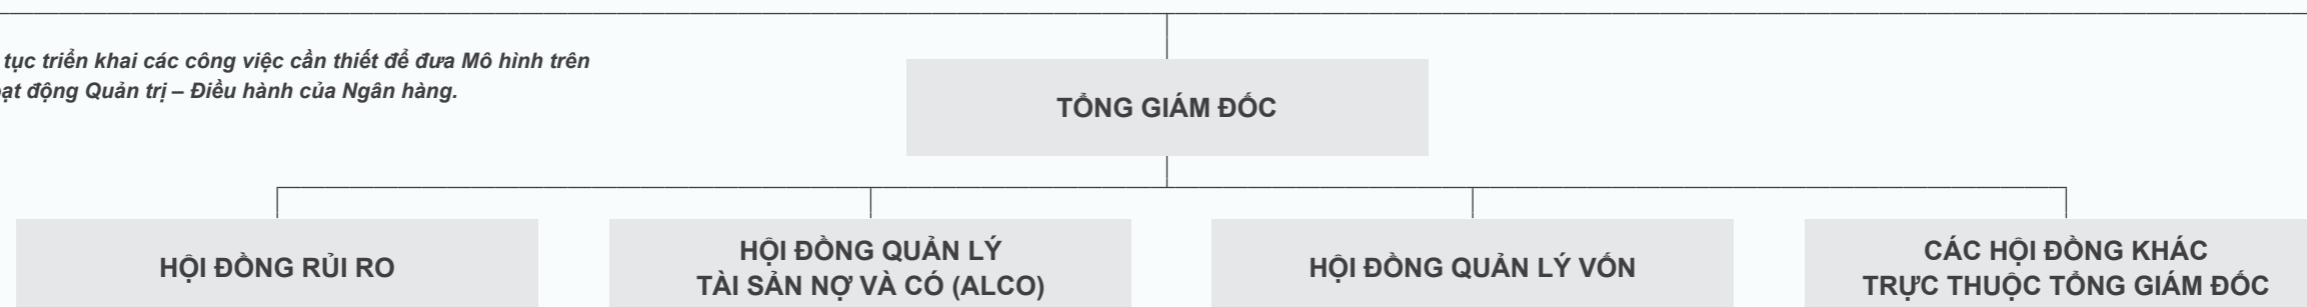 tục triển khai các công việc cần thiết để đưa Mô hình trên
động Quản trị – Điều hành của Ngân hàng.
TỔNG GIÁM ĐỐC
HỘI ĐỒNG RỦI RO
HỘI ĐỒNG QUẢN LÝ
TÀI SẢN NỢ VÀ CÓ (ALCO)
HỘI ĐỒNG QUẢN LÝ VỐN
CÁC HỘI ĐỒNG KHÁC
TRỰC THUỘC TỔNG GIÁM ĐỐC